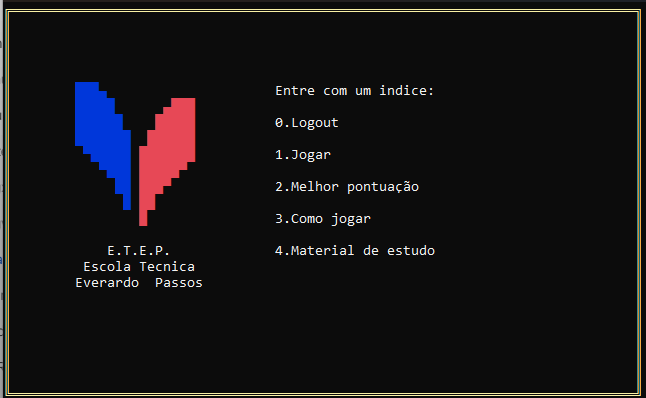 Entre com um indice:
0.Logout
1.Jogar
2.Melhor pontuação
3.Como jogar
4.Material de estudo
E.T.E.P.
Escola Tecnica
Everardo  Passos